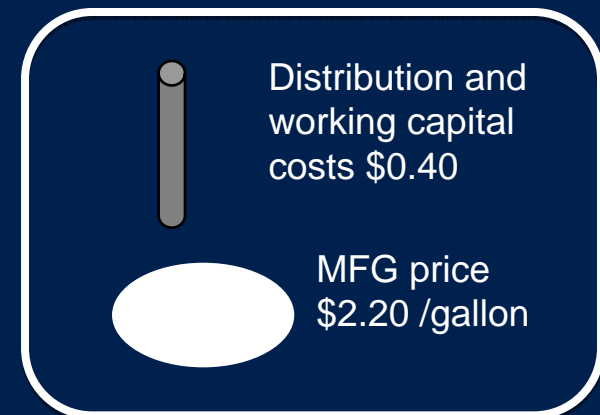 Distribution and
working capital
costs $0.40
MFG price
$2.20 /gallon